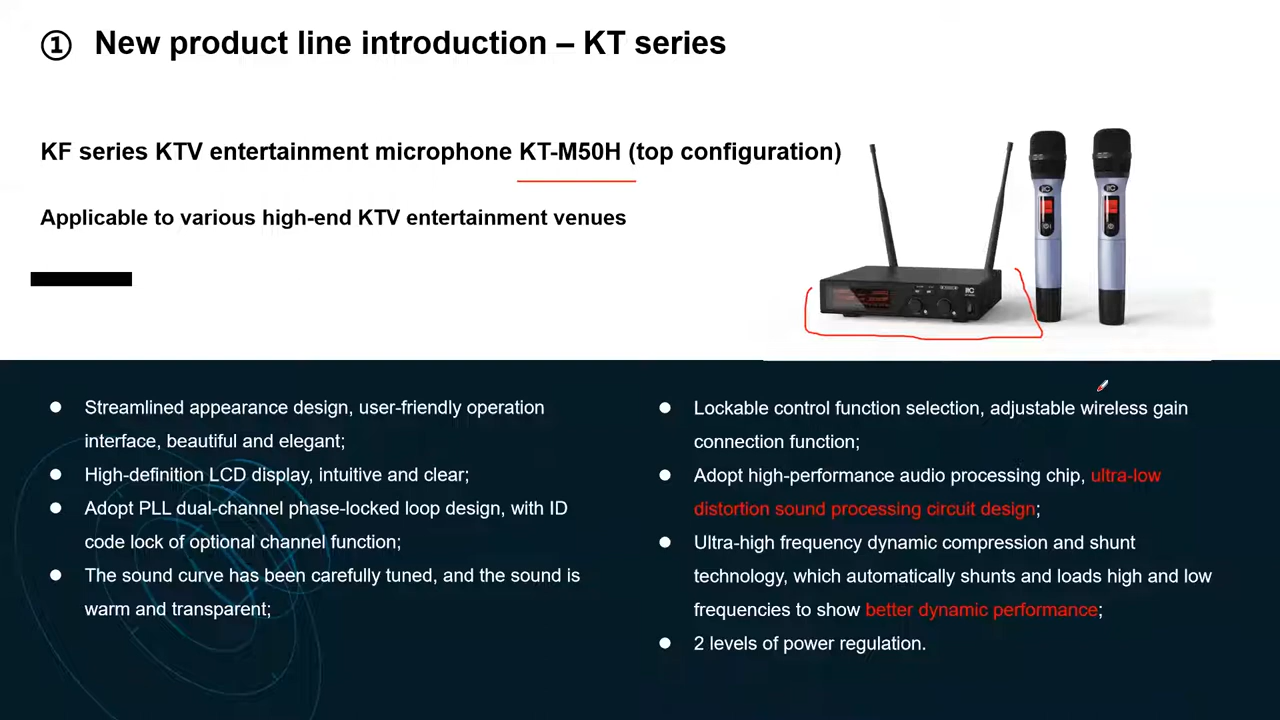 ① New product line introduction – KT series
KF series KTV entertainment microphone KT-M50H (top configuration)
Applicable to various high-end KTV entertainment venues
● Streamlined appearance design, user-friendly operation
interface, beautiful and elegant;
● High-definition LCD display, intuitive and clear;
● Adopt PLL dual-channel phase-locked loop design, with ID
code lock of optional channel function;
● The sound curve has been carefully tuned, and the sound is
warm and transparent;
● Lockable control function selection, adjustable wireless gain
connection function;
● Adopt high-performance audio processing chip, ultra-low
distortion sound processing circuit design;
● Ultra-high frequency dynamic compression and shunt
technology, which automatically shunts and loads high and low
frequencies to show better dynamic performance;
● 2 levels of power regulation.